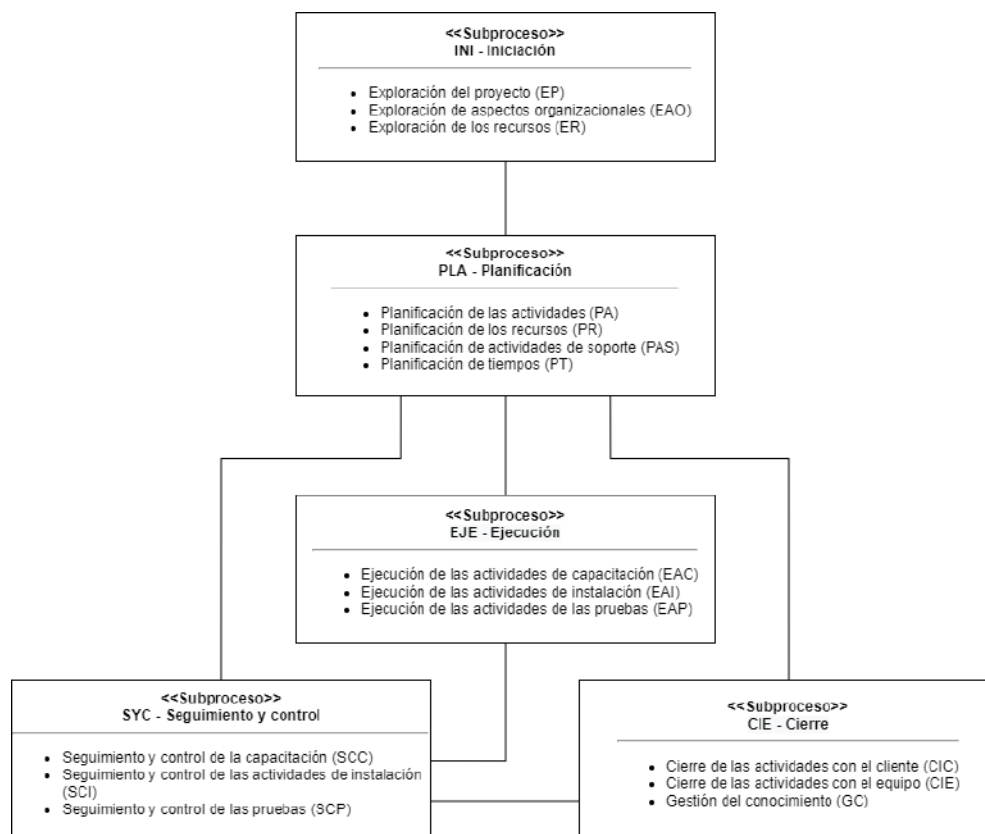 <<Subproceso>>
INI - Iniciación
• Exploración del proyecto (EP)
• Exploración de aspectos organizacionales (EAO)
• Exploración de los recursos (ER)
<<Subproceso>>
PLA - Planificación
• Planificación de las actividades (PA)
• Planificación de los recursos (PR)
• Planificación de actividades de soporte (PAS)
• Planificación de tiempos (PT)
<<Subproceso>>
EJE - Ejecución
• Ejecución de las actividades de capacitación (EAC)
• Ejecución de las actividades de instalación (EAI)
• Ejecución de las actividades de las pruebas (EAP)
<<Subproceso>>
SYC - Seguimiento y control
• Seguimiento y control de la capacitación (SCC)
• Seguimiento y control de las actividades de instalación
(SCI)
• Seguimiento y control de las pruebas (SCP)
<<Subproceso>>
CIE - Cierre
• Cierre de las actividades con el cliente (CIC)
• Cierre de las actividades con el equipo (CIE)
• Gestión del conocimiento (GC)